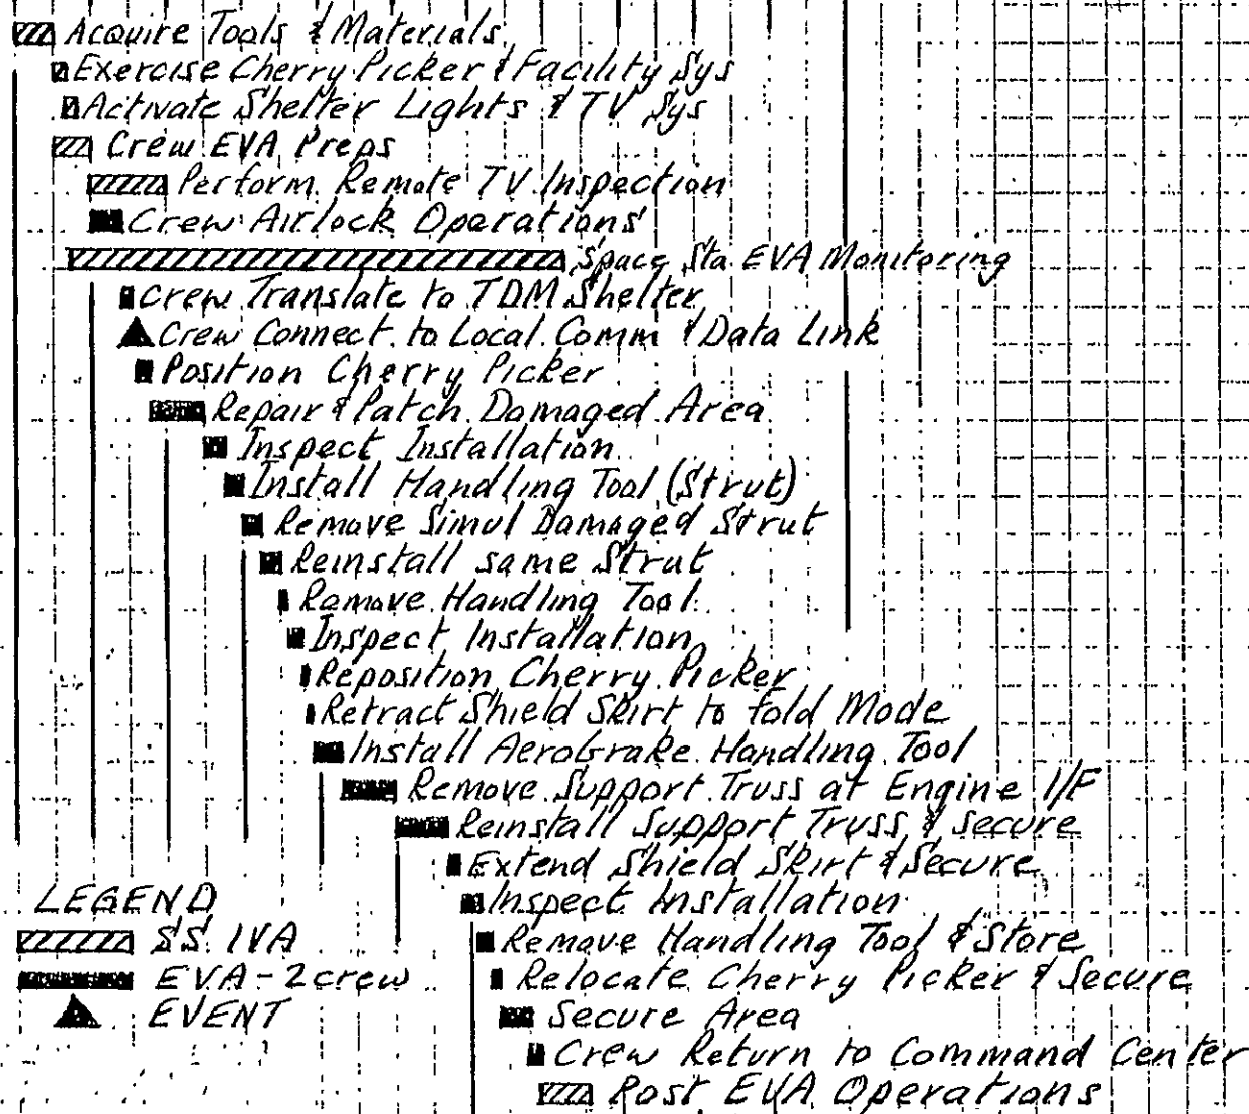 Acquire Tools & Materials
Exercise Cherry Picker & Facility Sys
Activate Shelter Lights & TV Sys
Crew EVA Preps
Perform Remote TV Inspection
Crew Airlock Operations
Space Sta EVA Monitoring
Crew Translate to TDM Shelter
Crew Connect to Local Comm & Data Link
Position Cherry Picker
Repair & Patch Damaged Area
Inspect Installation
Install Handling Tool (Strut)
Remove Simul Damaged Strut
Reinstall same Strut
Remove Handling Tool
Inspect Installation
Reposition Cherry Picker
Retract Shield Skirt to Fold Mode
Install Aerobrake Handling Tool
Remove Support Truss at Engine I/F
Reinstall Support Truss & Secure
Extend Shield Skirt & Secure
Inspect Installation
Remove Handling Tool & Store
Relocate Cherry Picker & Secure
Secure Area
Crew Return to Command Center
Post EVA Operations
LEGEND
SS IVA
EVA-2 crew
EVENT